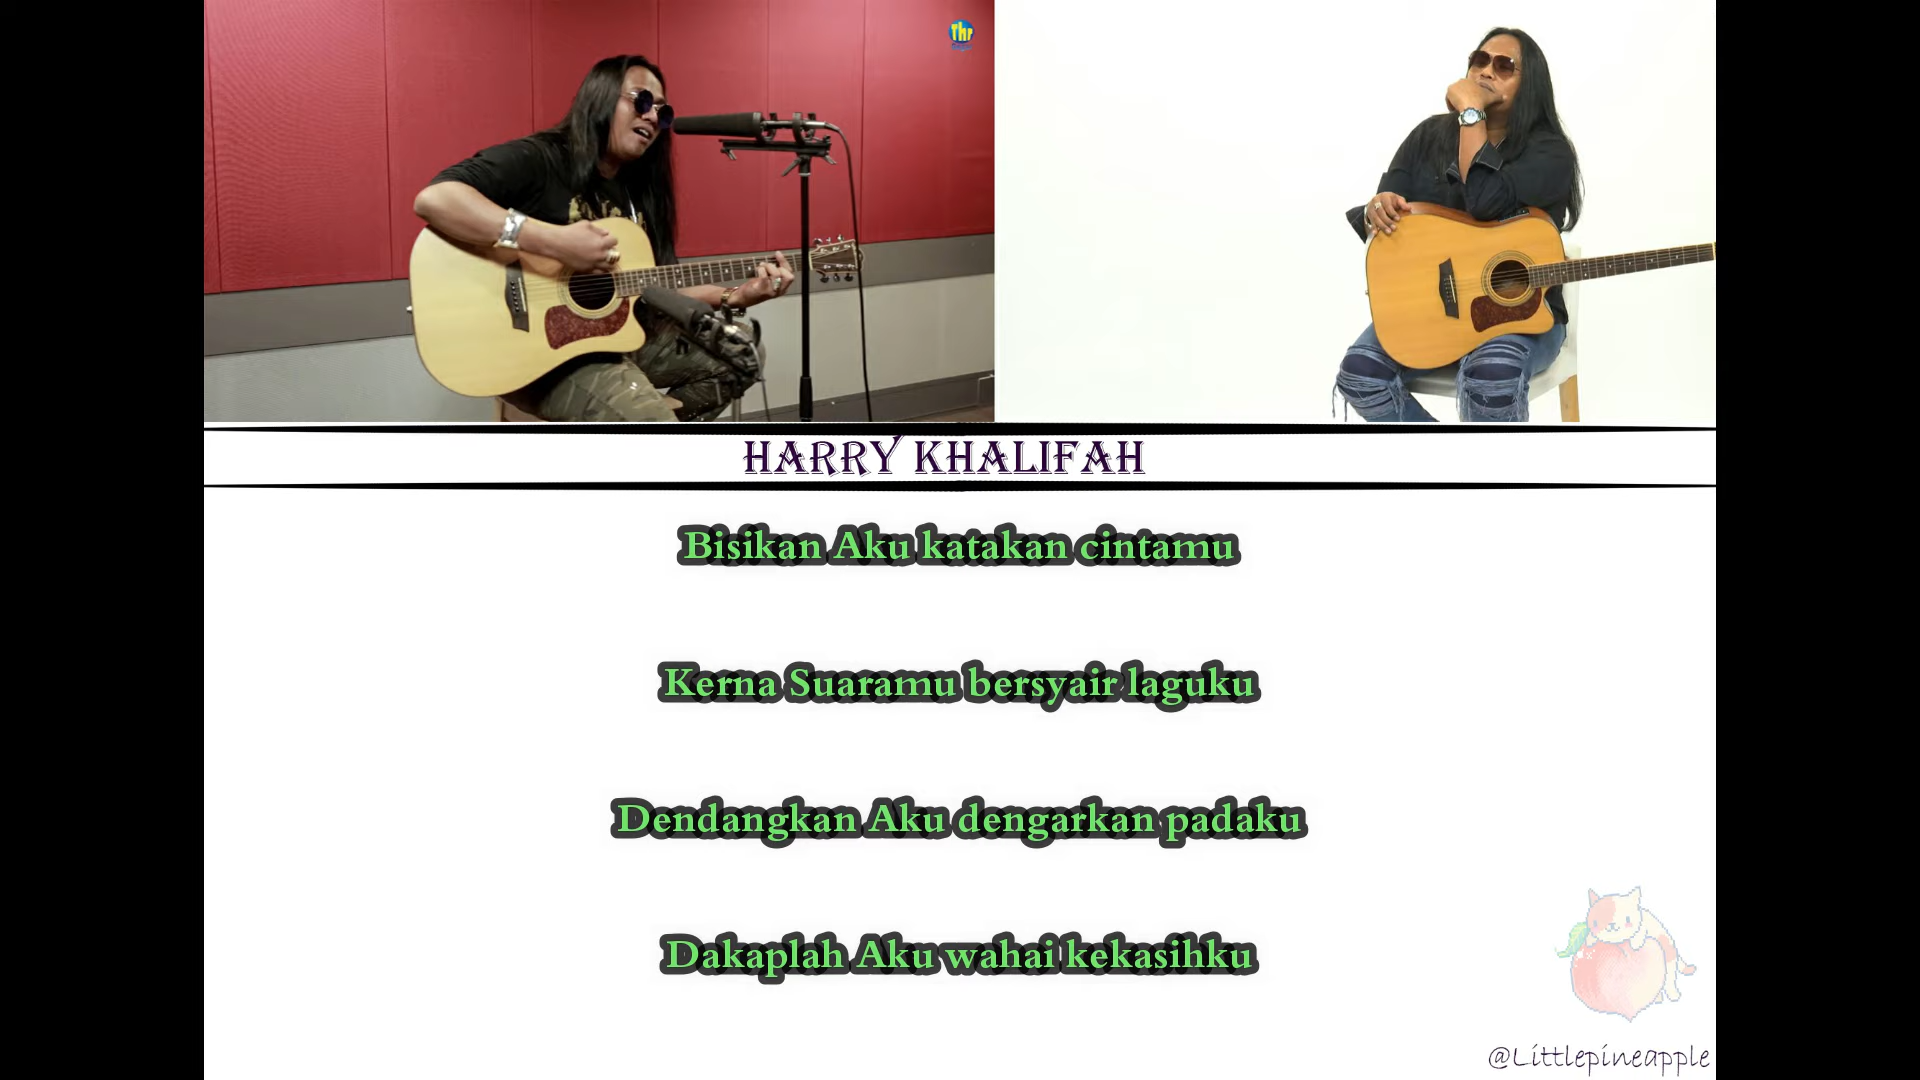 Thr
HARRY KHALIFAH
Bisikan Aku katakan cintamu
Kerna Suaramu bersyair laguku
Dendangkan Aku dengarkan padaku
Dakaplah Aku wahai kekasihku
@Littlepineapple